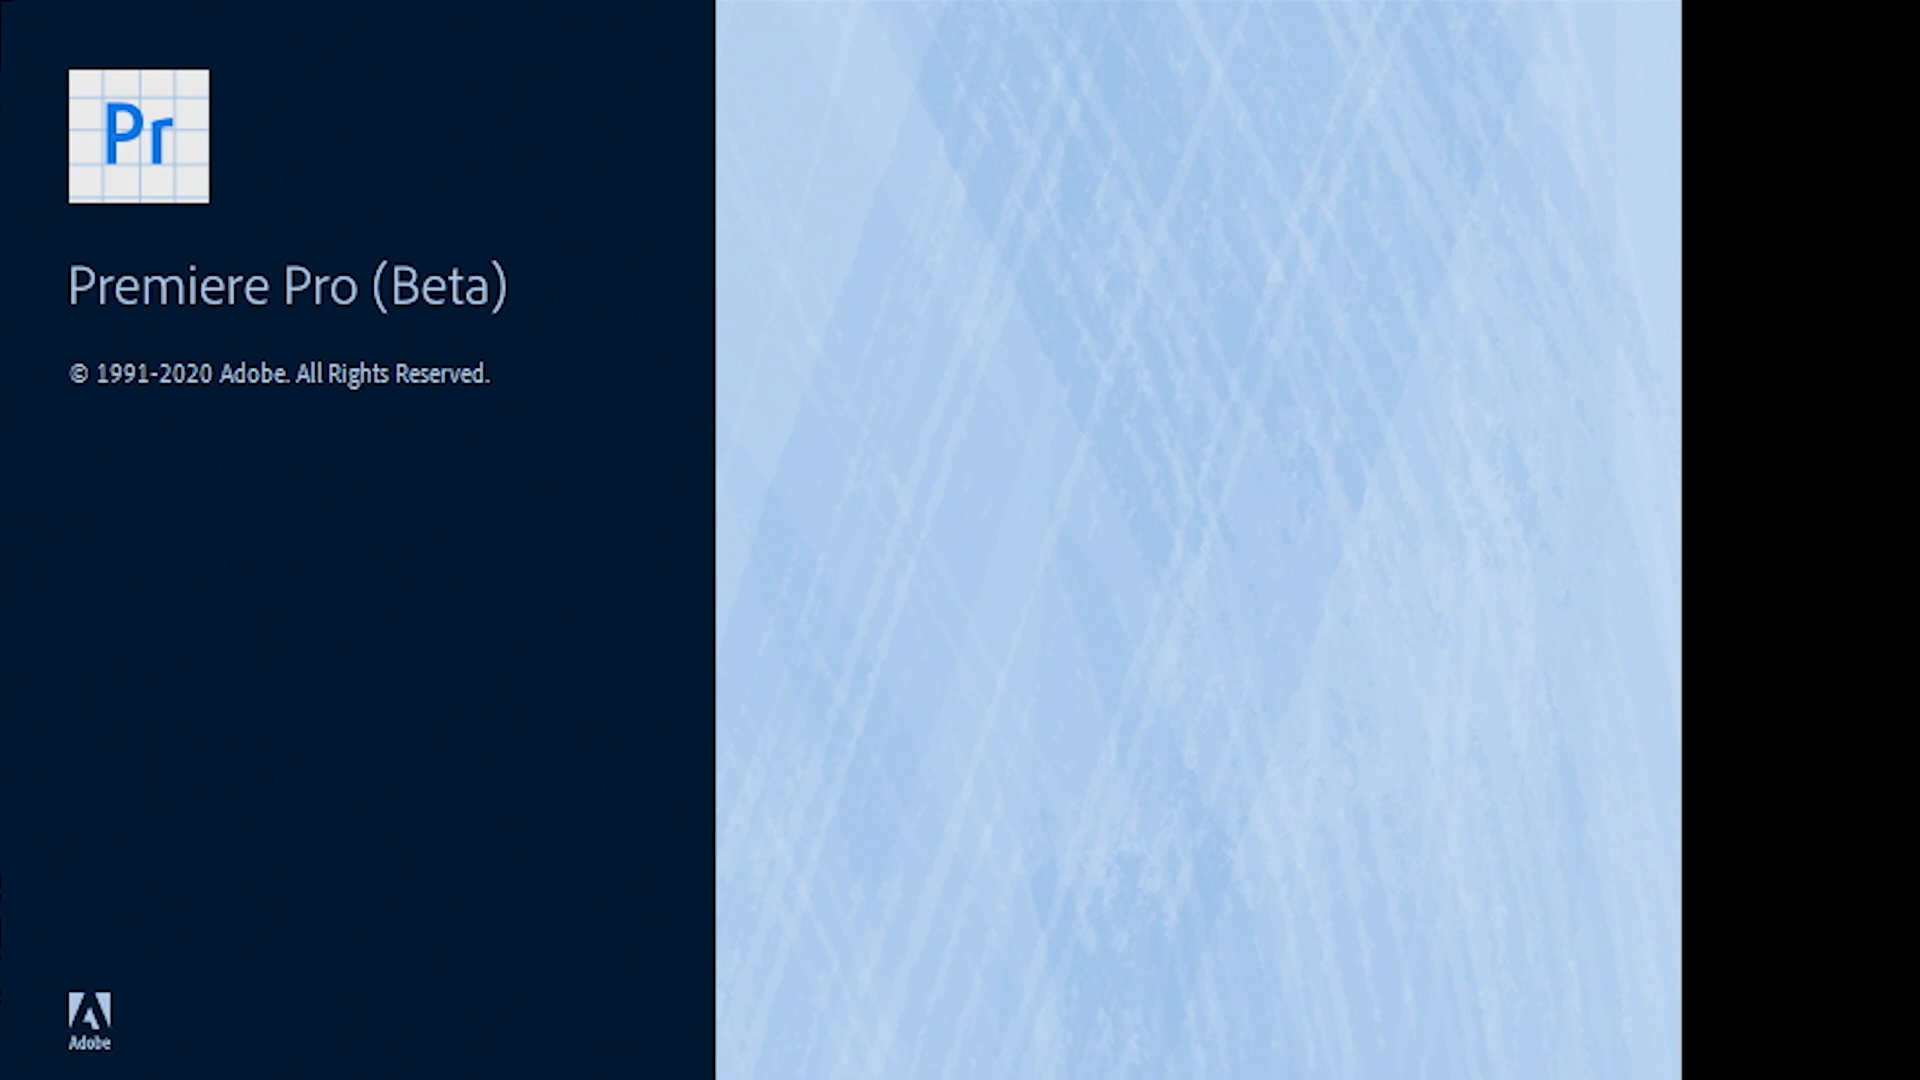 Pr
Premiere Pro (Beta)
© 1991-2020 Adobe. All Rights Reserved.
Adobe